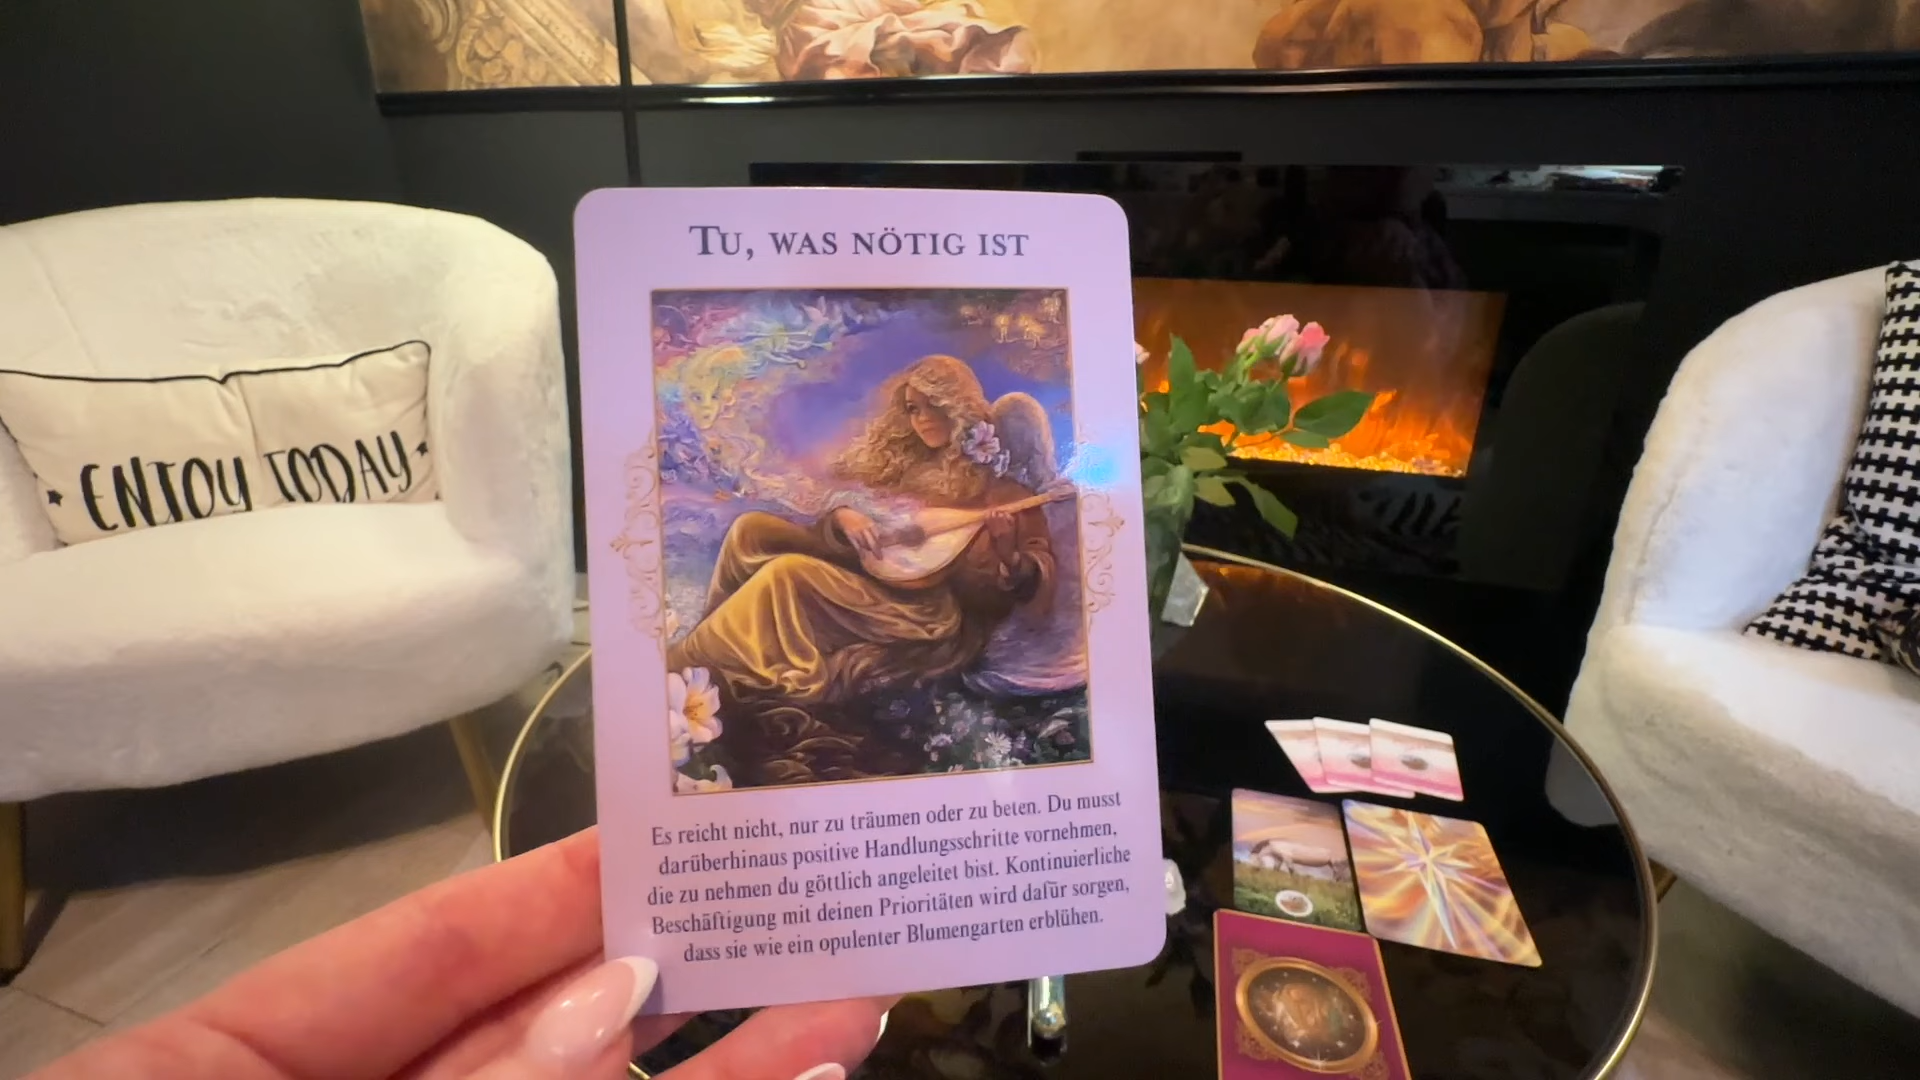 TU, WAS NÖTIG IST
ENJOY TODAY
Es reicht nicht, nur zu träumen oder zu beten. Du musst
darüberhinaus positive Handlungsschritte vornehmen,
die zu nehmen du göttlich angeleitet bist. Kontinuierliche
Beschäftigung mit deinen Prioritäten wird dafür sorgen,
dass sie wie ein opulenter Blumengarten erblühen.